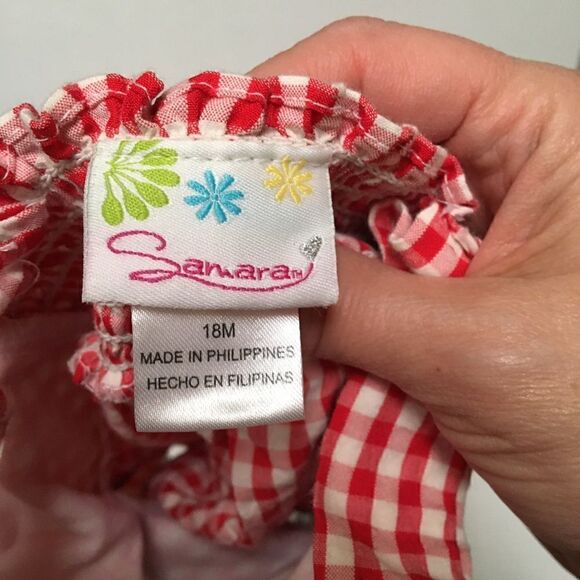 Samara™
18M
MADE IN PHILIPPINES
HECHO EN FILIPINAS